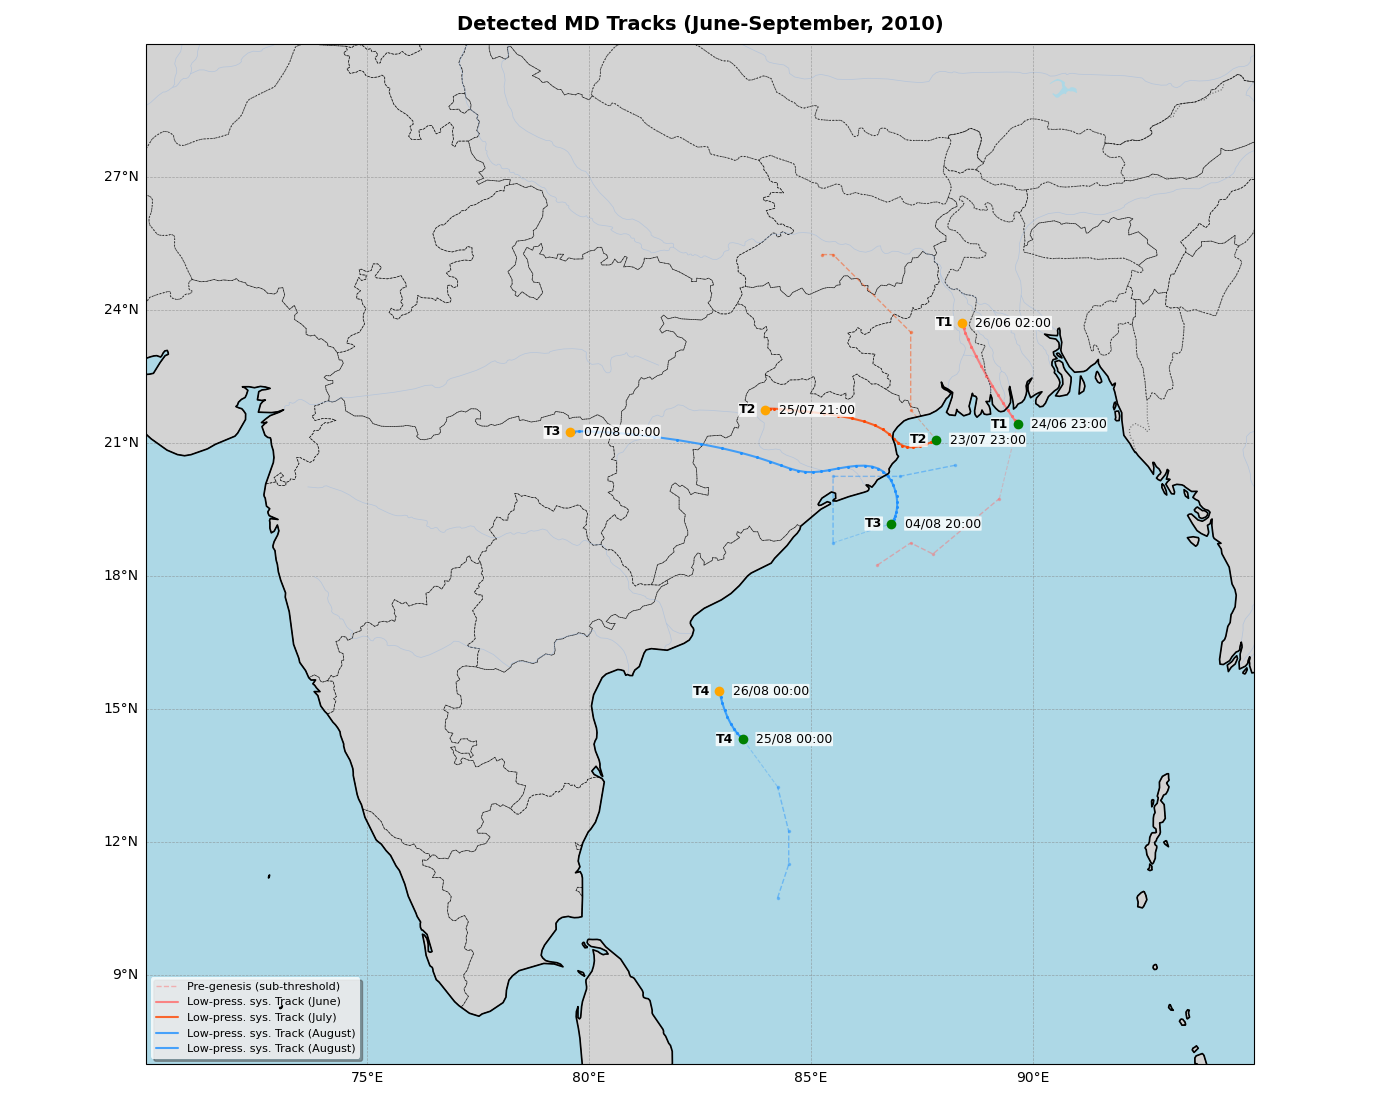 Detected MD Tracks (June-September, 2010)
27°N
24°N
21°N
18°N
15°N
12°N
9°N
T1 26/06 02:00
T2 25/07 21:00
T1 24/06 23:00
T3 07/08 00:00
T2 23/07 23:00
T3 04/08 20:00
T4 26/08 00:00
T4 25/08 00:00
Pre-genesis (sub-threshold)
Low-press. sys. Track (June)
Low-press. sys. Track (July)
Low-press. sys. Track (August)
Low-press. sys. Track (August)
75°E
80°E
85°E
90°E